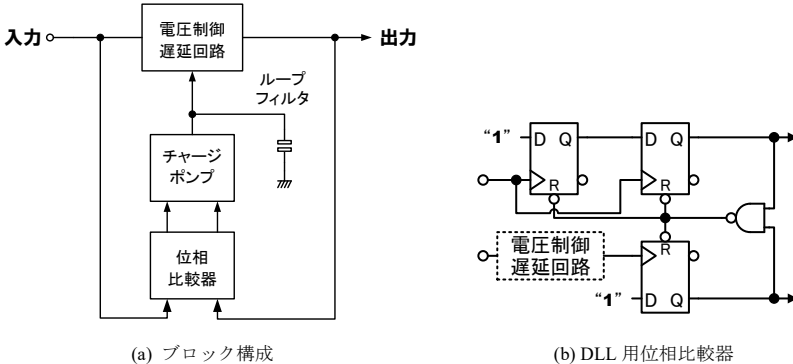 入力
電圧制御
遅延回路
出力
ループ
フィルタ
チャージ
ポンプ
位相
比較器
(a) ブロック構成
“1”
D Q
D Q
R
R
電圧制御
遅延回路
R
“1”
D Q
(b) DLL 用位相比較器